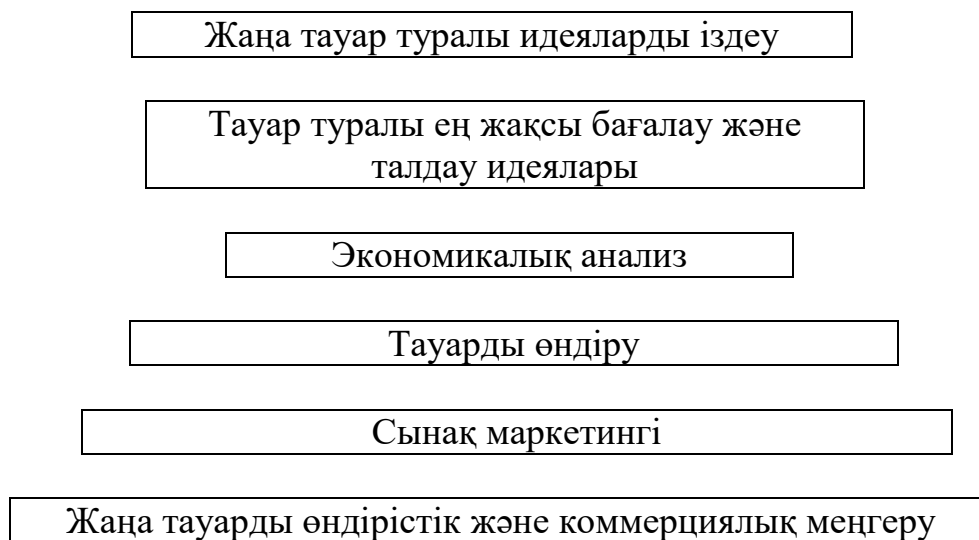 Жаңа тауар туралы идеяларды іздеу
Тауар туралы ең жақсы бағалау және
талдау идеялары
Экономикалық анализ
Тауарды өндіру
Сынақ маркетингі
Жаңа тауарды өндірістік және коммерциялық меңгеру